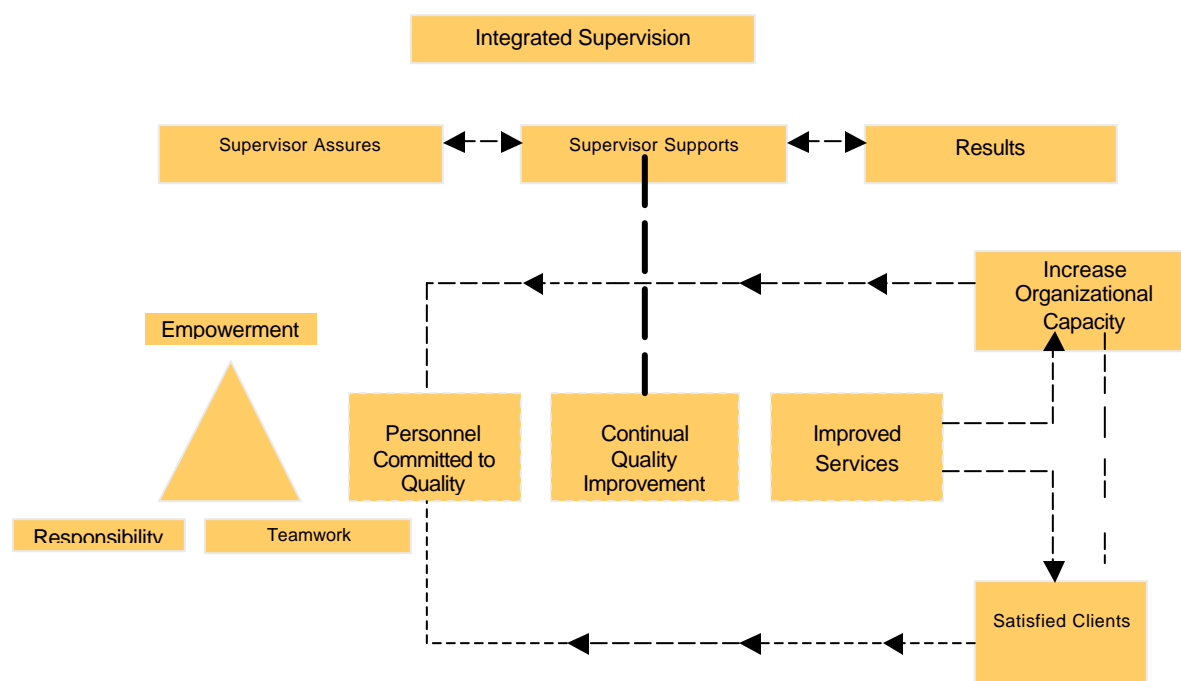 Integrated Supervision
Supervisor Assures
Supervisor Supports
Results
Increase
Organizational
Capacity
Empowerment
Personnel
Committed to
Quality
Continual
Quality
Improvement
Improved
Services
Responsibility
Teamwork
Satisfied Clients